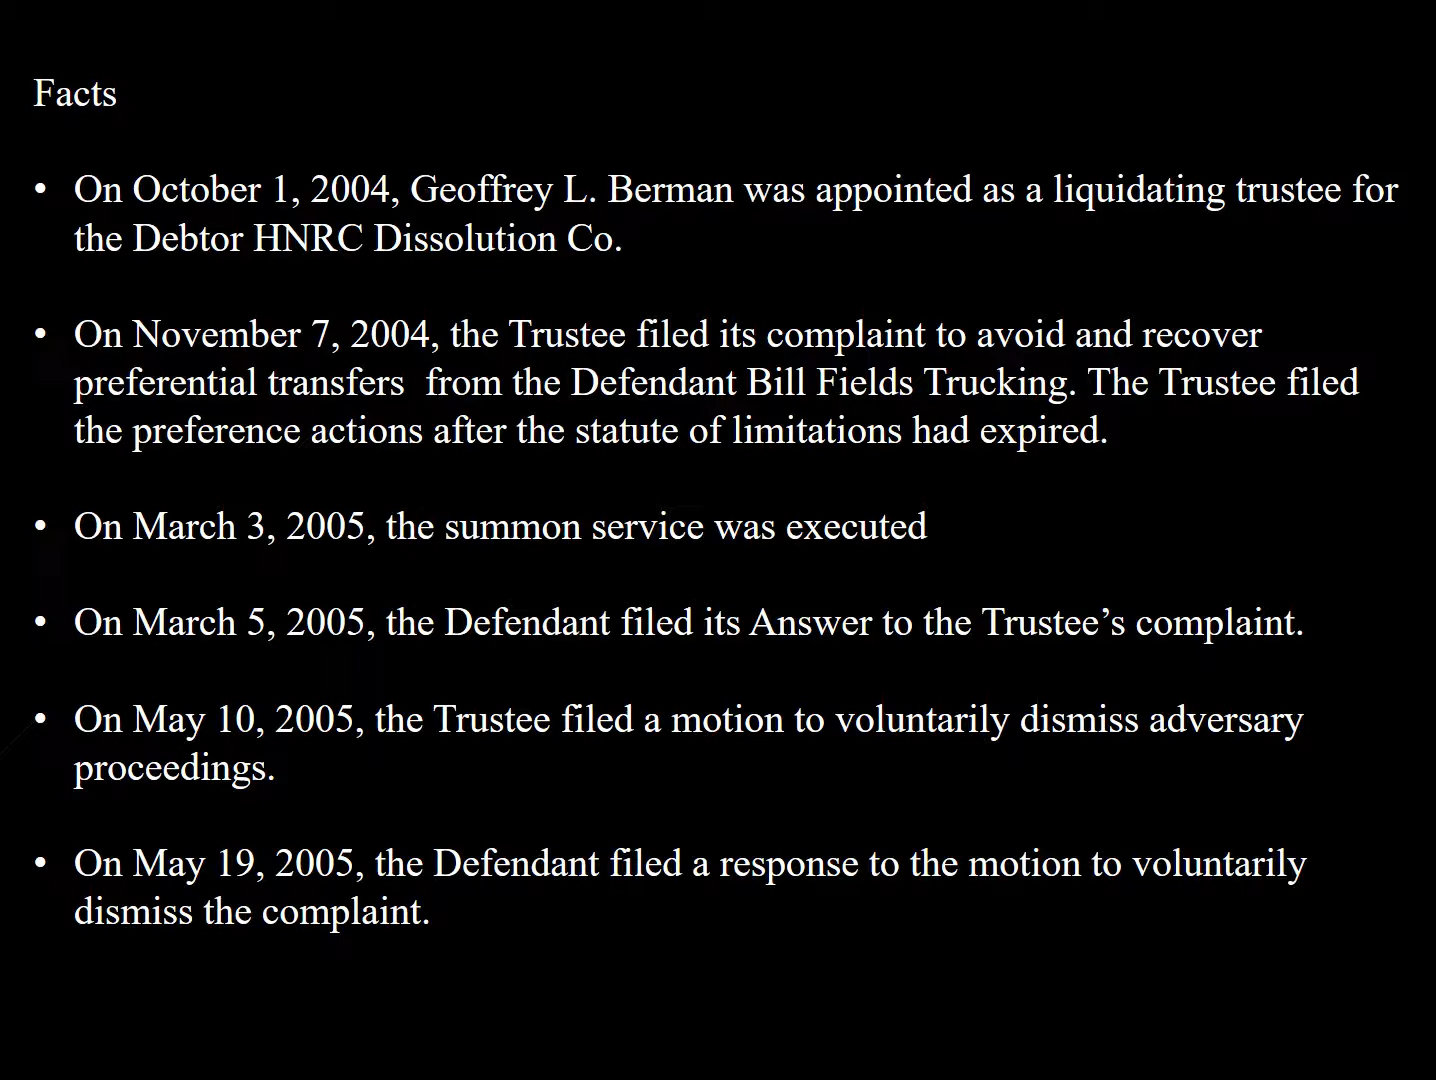 Facts
• On October 1, 2004, Geoffrey L. Berman was appointed as a liquidating trustee for
the Debtor HNRC Dissolution Co.
• On November 7, 2004, the Trustee filed its complaint to avoid and recover
preferential transfers  from the Defendant Bill Fields Trucking. The Trustee filed
the preference actions after the statute of limitations had expired.
• On March 3, 2005, the summon service was executed
• On March 5, 2005, the Defendant filed its Answer to the Trustee’s complaint.
• On May 10, 2005, the Trustee filed a motion to voluntarily dismiss adversary
proceedings.
• On May 19, 2005, the Defendant filed a response to the motion to voluntarily
dismiss the complaint.